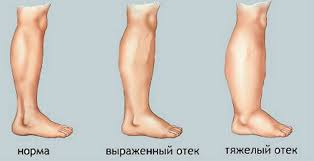 норма
выраженный отек
тяжелый отек